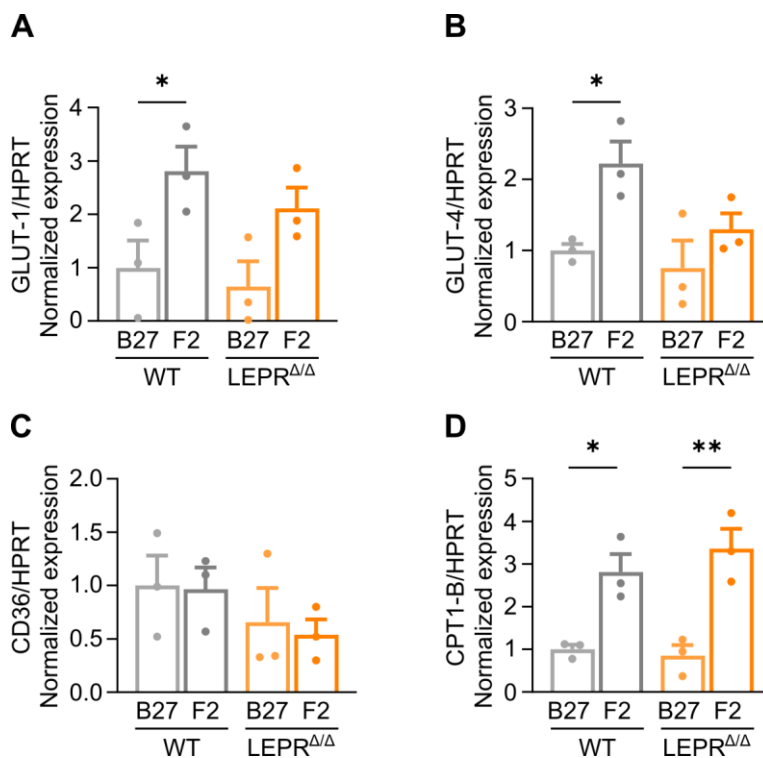 A
GLUT-1/HPRT
Normalized expression
4
3
2
1
0
*
B27 F2 B27 F2
WT LEPRΔ/Δ
B
GLUT-4/HPRT
Normalized expression
3
2
1
0
*
B27 F2 B27 F2
WT LEPRΔ/Δ
C
CD36/HPRT
Normalized expression
2.0
1.5
1.0
0.5
0.0
B27 F2 B27 F2
WT LEPRΔ/Δ
D
CPT1-B/HPRT
Normalized expression
5
4
3
2
1
0
* **
B27 F2 B27 F2
WT LEPRΔ/Δ